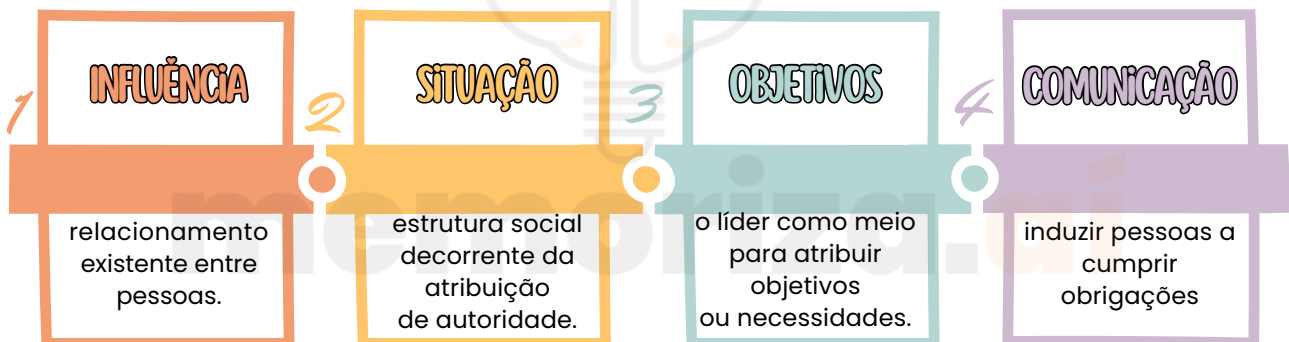 1
INFLUÊNCIA
relacionamento
existente entre
pessoas.
2
SITUAÇÃO
estrutura social
decorrente da
atribuição
de autoridade.
3
OBJETIVOS
o líder como meio
para atribuir
objetivos
ou necessidades.
4
COMUNICAÇÃO
induzir pessoas a
cumprir
obrigações
memoriza.aí